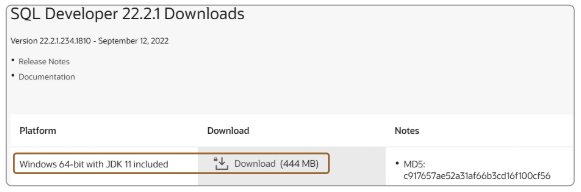 SQL Developer 22.2.1 Downloads
Version 22.2.1.234.1810 - September 12, 2022
• Release Notes
• Documentation
Platform Download Notes
Windows 64-bit with JDK 11 included Download (444 MB) • MD5:
c917657ae52a31af66b3cd16f100cf56